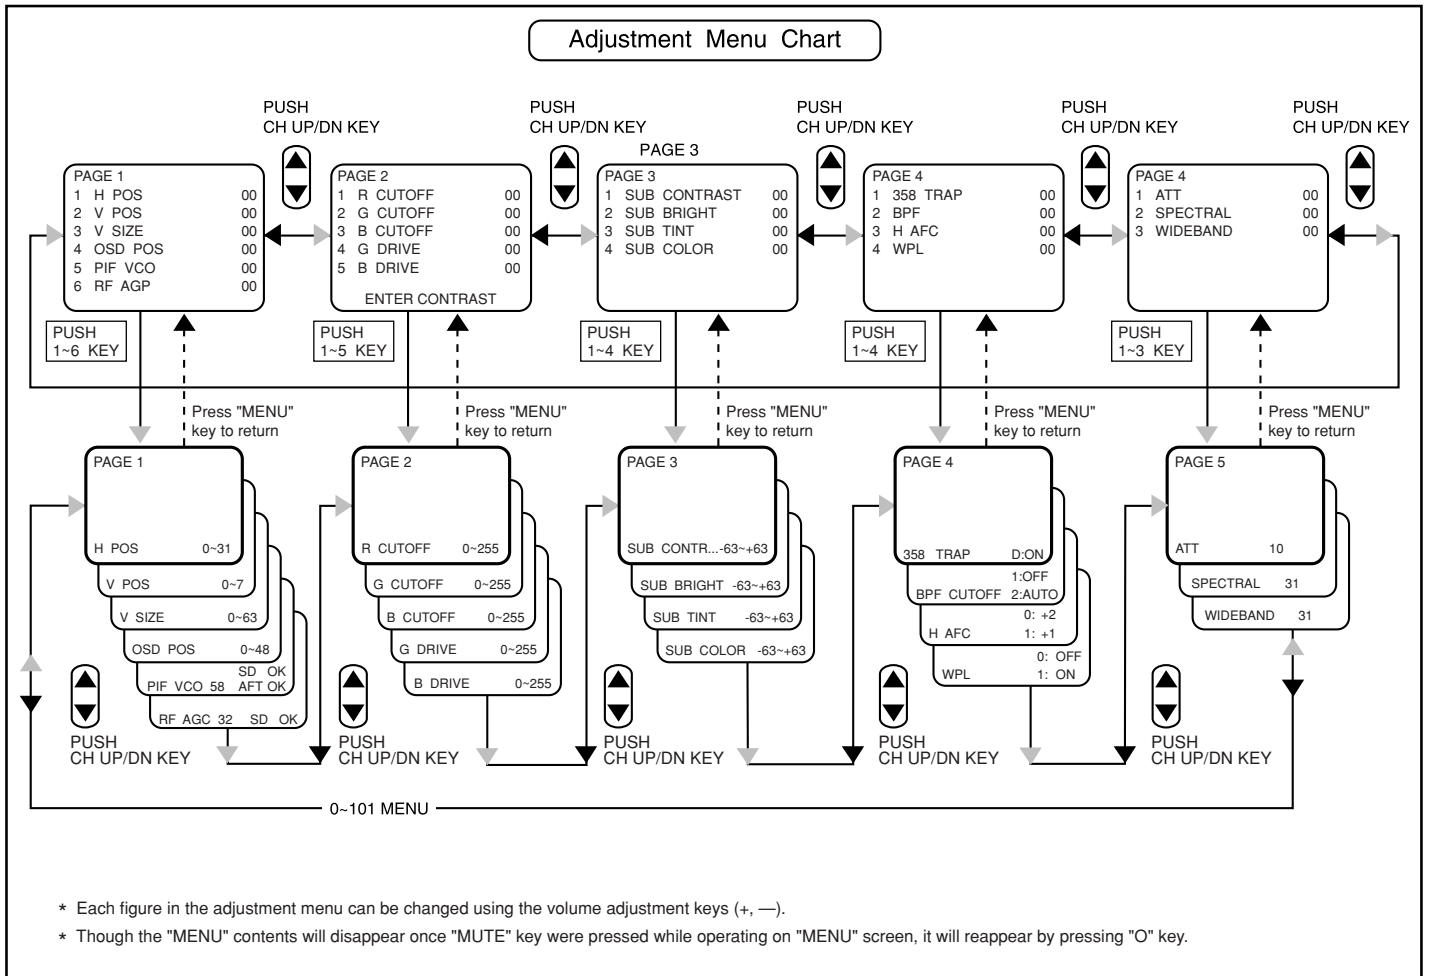 Adjustment Menu Chart
PUSH
CH UP/DN KEY
PUSH
CH UP/DN KEY
PUSH
CH UP/DN KEY
PUSH
CH UP/DN KEY
PUSH
CH UP/DN KEY
PAGE 3
PAGE 1
1 H POS 00
2 V POS 00
3 V SIZE 00
4 OSD POS 00
5 PIF VCO 00
6 RF AGP 00
PAGE 2
1 R CUTOFF 00
2 G CUTOFF 00
3 B CUTOFF 00
4 G DRIVE 00
5 B DRIVE 00
ENTER CONTRAST
PAGE 3
1 SUB CONTRAST 00
2 SUB BRIGHT 00
3 SUB TINT 00
4 SUB COLOR 00
PAGE 4
1 358 TRAP 00
2 BPF 00
3 H AFC 00
4 WPL 00
PAGE 4
1 ATT 00
2 SPECTRAL 00
3 WIDEBAND 00
PUSH
1~6 KEY
PUSH
1~5 KEY
PUSH
1~4 KEY
PUSH
1~4 KEY
PUSH
1~3 KEY
Press "MENU"
key to return
Press "MENU"
key to return
Press "MENU"
key to return
Press "MENU"
key to return
Press "MENU"
key to return
PAGE 1
H POS 0~31
V POS 0~7
V SIZE 0~63
OSD POS 0~48
SD OK
PIF VCO 58 AFT OK
RF AGC 32 SD OK
PAGE 2
R CUTOFF 0~255
G CUTOFF 0~255
B CUTOFF 0~255
G DRIVE 0~255
B DRIVE 0~255
PAGE 3
SUB CONTR...-63~+63
SUB BRIGHT -63~+63
SUB TINT -63~+63
SUB COLOR -63~+63
PAGE 4
358 TRAP D:ON
1:OFF
BPF CUTOFF 2:AUTO
0: +2
H AFC 1: +1
0: OFF
WPL 1: ON
PAGE 5
ATT 10
SPECTRAL 31
WIDEBAND 31
PUSH
CH UP/DN KEY
PUSH
CH UP/DN KEY
PUSH
CH UP/DN KEY
PUSH
CH UP/DN KEY
PUSH
CH UP/DN KEY
0~101 MENU
* Each figure in the adjustment menu can be changed using the volume adjustment keys (+, —).
* Though the "MENU" contents will disappear once "MUTE" key were pressed while operating on "MENU" screen, it will reappear by pressing "O" key.